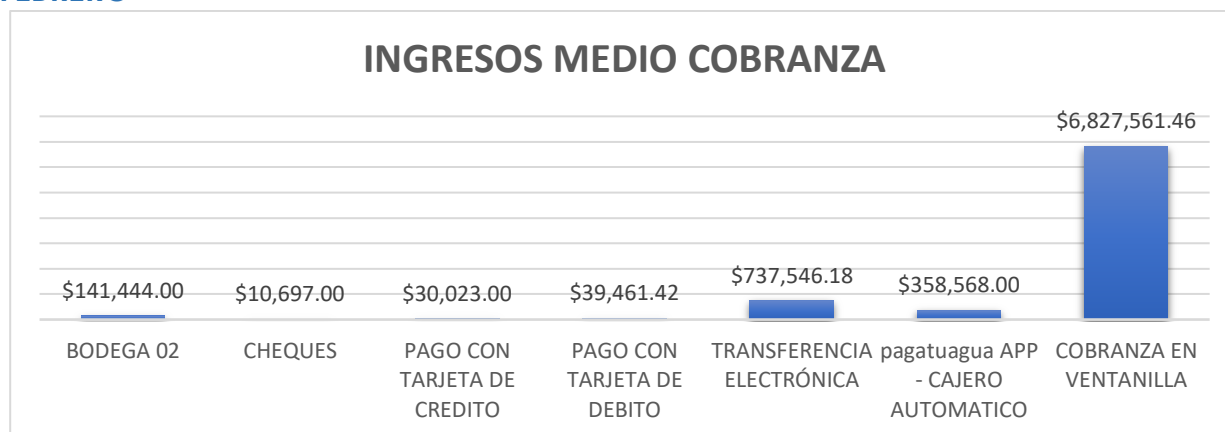 INGRESOS MEDIO COBRANZA
$6,827,561.46
$737,546.18
$358,568.00
$141,444.00
$10,697.00
$30,023.00
$39,461.42
BODEGA 02
CHEQUES
PAGO CON
TARJETA DE
CREDITO
PAGO CON
TARJETA DE
DEBITO
TRANSFERENCIA
ELECTRÓNICA
pagatuagua APP
- CAJERO
AUTOMATICO
COBRANZA EN
VENTANILLA